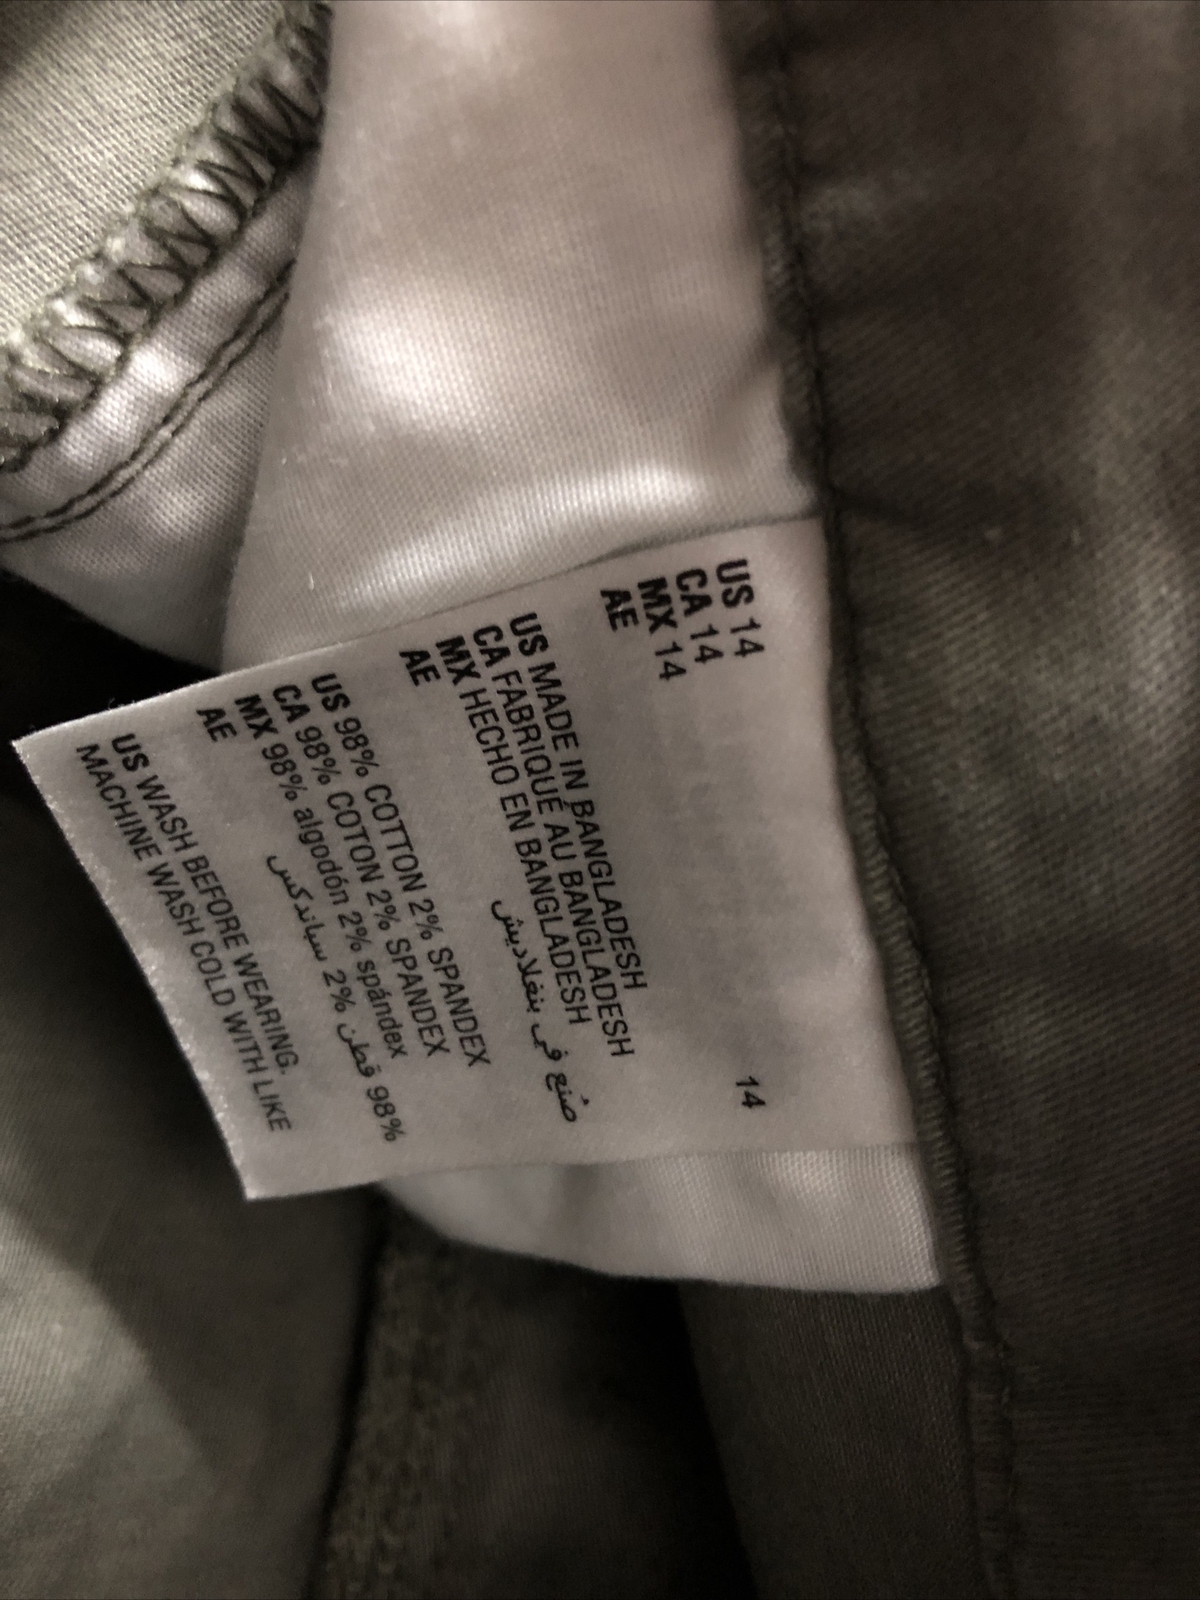 US 14
CA 14
MX 14
AE 14
US MADE IN BANGLADESH
CA FABRIQUÉ AU BANGLADESH
MX HECHO EN BANGLADESH
AE صُنع في بنغلاديش
US 98% COTTON 2% SPANDEX
CA 98% COTON 2% SPANDEX
MX 98% algodón 2% spándex
AE 98% قطن 2% سباندكس
US WASH BEFORE WEARING.
MACHINE WASH COLD WITH LIKE